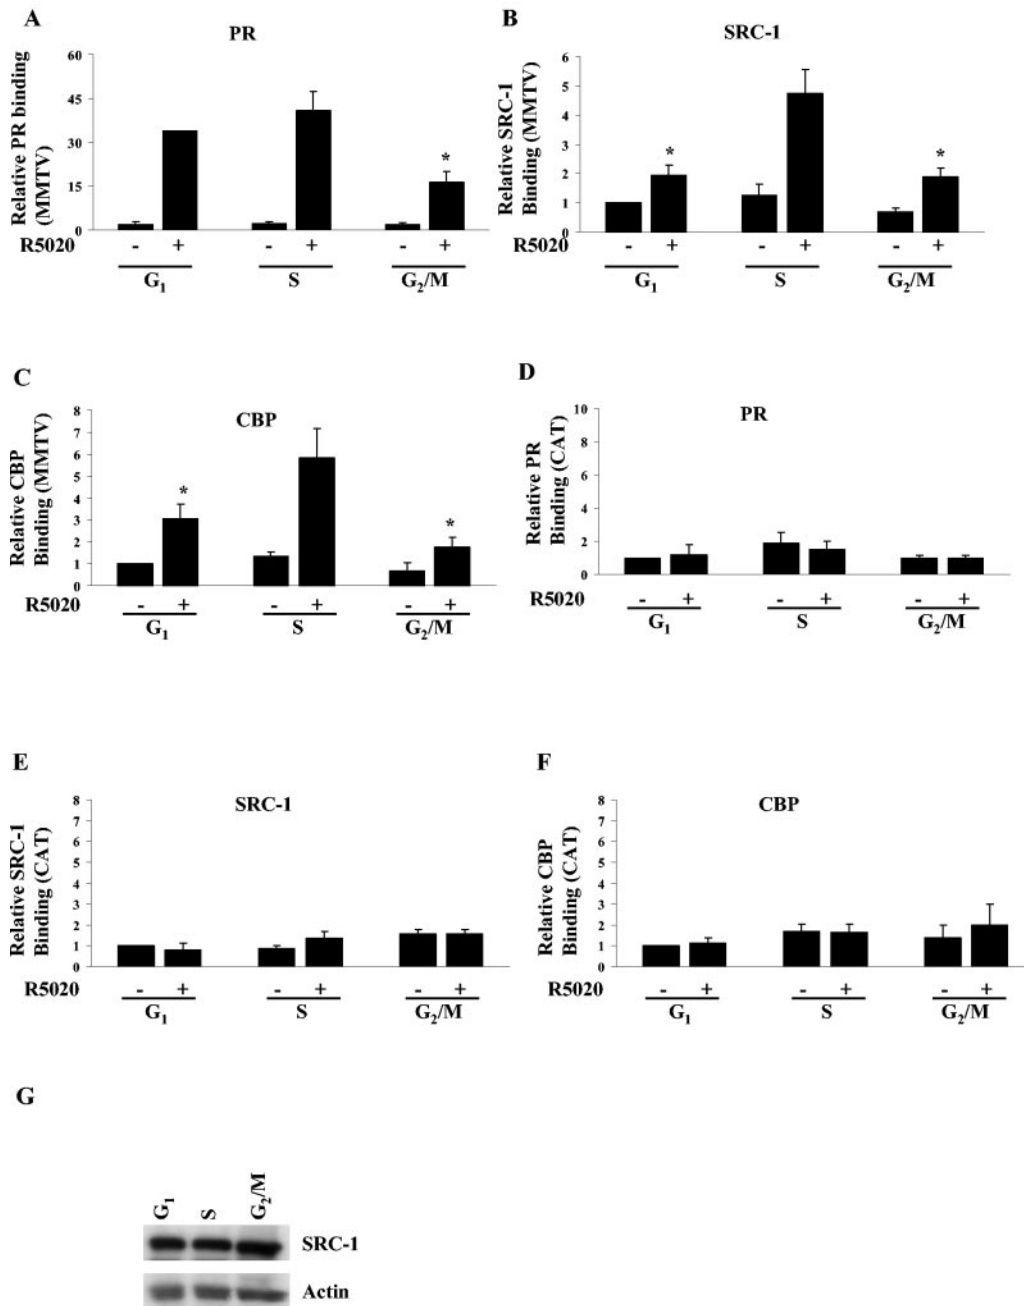 A
PR
Relative PR binding
(MMTV)
60
45
30
15
0
*
R5020 - + - + - +
G₁ S G₂/M
B
SRC-1
Relative SRC-1
Binding (MMTV)
6
5
4
3
2
1
0
* *
R5020 - + - + - +
G₁ S G₂/M
C
CBP
Relative CBP
Binding (MMTV)
8
7
6
5
4
3
2
1
0
* *
R5020 - + - + - +
G₁ S G₂/M
D
PR
Relative PR
Binding (CAT)
10
8
6
4
2
0
R5020 - + - + - +
G₁ S G₂/M
E
SRC-1
Relative SRC-1
Binding (CAT)
8
7
6
5
4
3
2
1
0
R5020 - + - + - +
G₁ S G₂/M
F
CBP
Relative CBP
Binding (CAT)
8
7
6
5
4
3
2
1
0
R5020 - + - + - +
G₁ S G₂/M
G
G₁ S G₂/M
SRC-1
Actin